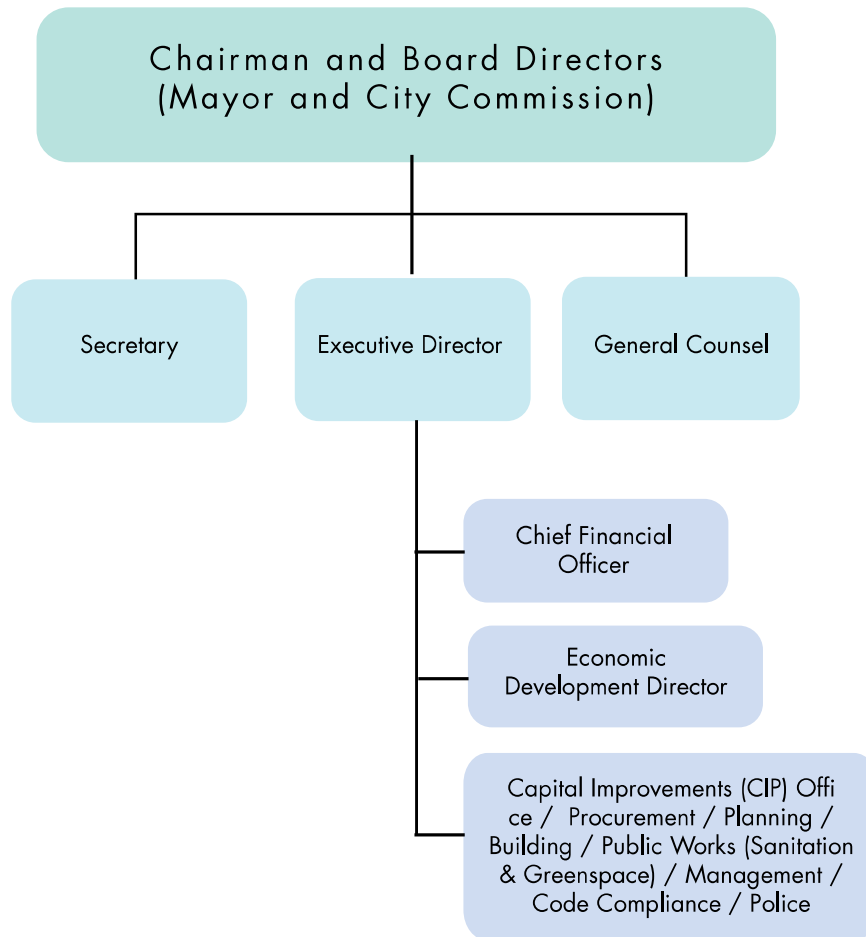 Chairman and Board Directors
(Mayor and City Commission)
Secretary
Executive Director
General Counsel
Chief Financial
Officer
Economic
Development Director
Capital Improvements (CIP) Offi
ce / Procurement / Planning /
Building / Public Works (Sanitation
& Greenspace) / Management /
Code Compliance / Police